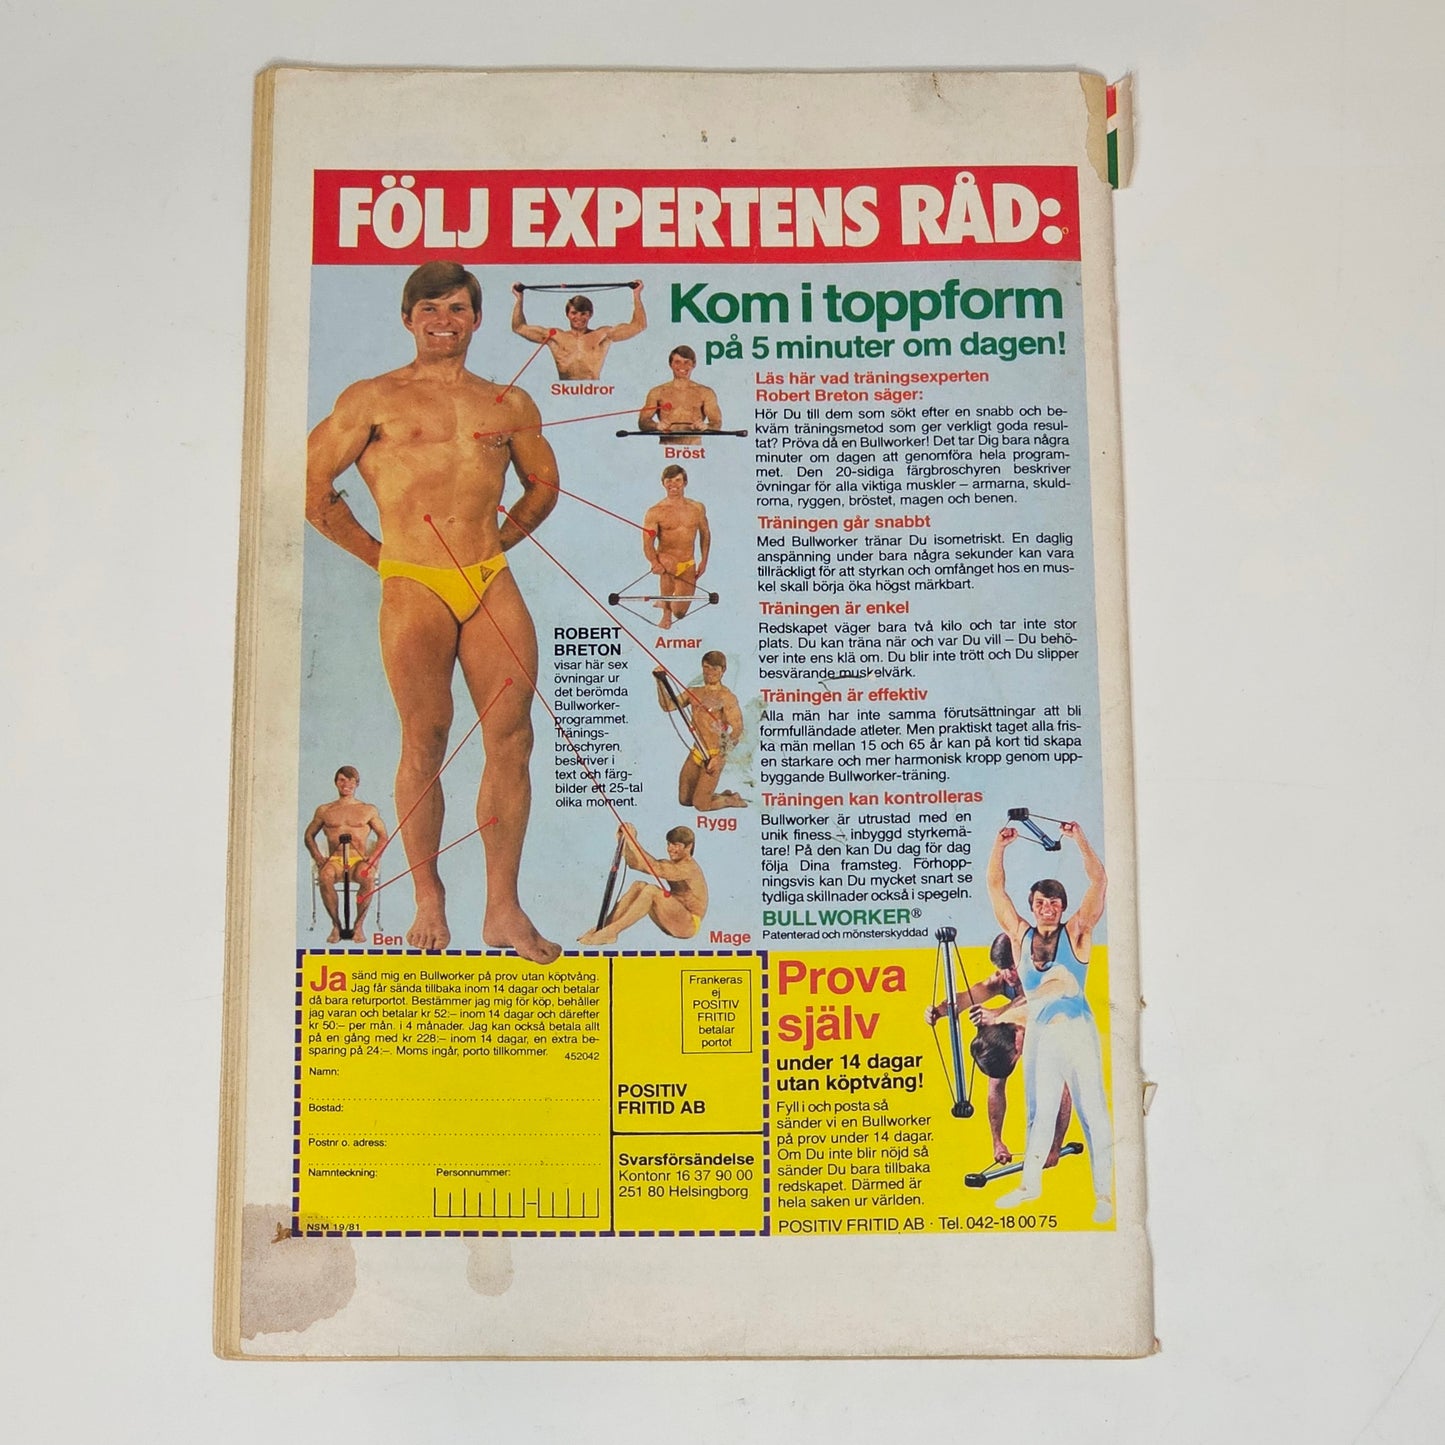 FÖLJ EXPERTENS RÅD:
Kom i toppform
på 5 minuter om dagen!
Skuldror
Bröst
Armar
Rygg
Mage
Ben
ROBERT
BRETON
visar här sex
övningar ur
det berömda
Bullworker-
programmet.
Tränings-
broschyren
beskriver i
text och färg-
bilder ett 25-tal
olika moment.
Läs här vad träningsexperten
Robert Breton säger:
Hör Du till dem som sökt efter en snabb och be-
kväm träningsmetod som ger verkligt goda resul-
tat? Pröva då en Bullworker! Det tar Dig bara några
minuter om dagen att genomföra hela program-
met. Den 20-sidiga färgbroschyren beskriver
övningar för alla viktiga muskler – armarna, skuld-
rorna, ryggen, bröstet, magen och benen.
Träningen går snabbt
Med Bullworker tränar Du isometriskt. En daglig
anspänning under bara några sekunder kan vara
tillräckligt för att styrkan och omfånget hos en mus-
kel skall börja öka högst märkbart.
Träningen är enkel
Redskapet väger bara två kilo och tar inte stor
plats. Du kan träna när och var Du vill – Du behö-
ver inte ens klä om. Du blir inte trött och Du slipper
besvärande muskelvärk.
Träningen är effektiv
Alla män har inte samma förutsättningar att bli
formfulländade atleter. Men praktiskt taget alla fris-
ka män mellan 15 och 65 år kan på kort tid skapa
en starkare och mer harmonisk kropp genom upp-
byggande Bullworker-träning.
Träningen kan kontrolleras
Bullworker är utrustad med en
unik finess – inbyggd styrkemä-
tare! På den kan Du dag för dag
följa Dina framsteg. Förhopp-
ningsvis kan Du mycket snart se
tydliga skillnader också i spegeln.
BULLWORKER®
Patenterad och mönsterskyddad
Ja sänd mig en Bullworker på prov utan köptvång.
Jag får sända tillbaka inom 14 dagar och betalar
då bara returportot. Bestämmer jag mig för köp, behåller
jag varan och betalar kr 52:– inom 14 dagar och därefter
kr 50:– per mån. i 4 månader. Jag kan också betala allt
på en gång med kr 228:– inom 14 dagar, en extra be-
sparing på 24:–. Moms ingår, porto tillkommer. 452042
Namn:
Bostad:
Postnr o. adress:
Namnteckning: Personnummer:
NSM 19/81
Frankeras
ej
POSITIV
FRITID
betalar
portot
POSITIV
FRITID AB
Svarsförsändelse
Kontonr 16 37 90 00
251 80 Helsingborg
Prova
själv
under 14 dagar
utan köptvång!
Fyll i och posta så
sänder vi en Bullworker
på prov under 14 dagar.
Om Du inte blir nöjd så
sänder Du bara tillbaka
redskapet. Därmed är
hela saken ur världen.
POSITIV FRITID AB · Tel. 042-18 00 75